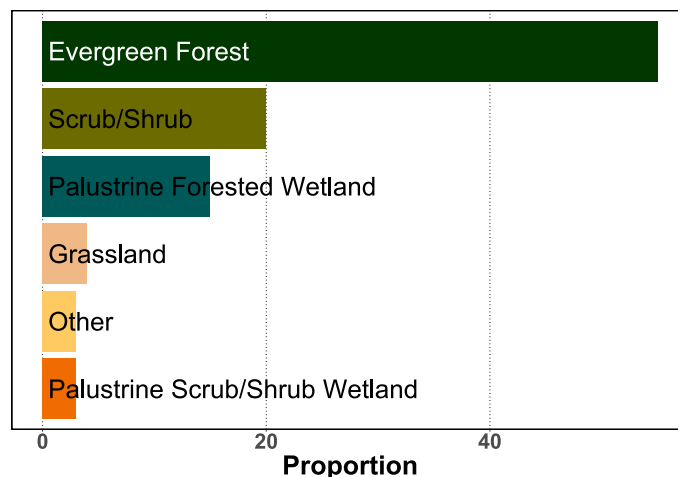 Evergreen Forest
Scrub/Shrub
Palustrine Forested Wetland
Grassland
Other
Palustrine Scrub/Shrub Wetland
0 20 40
Proportion